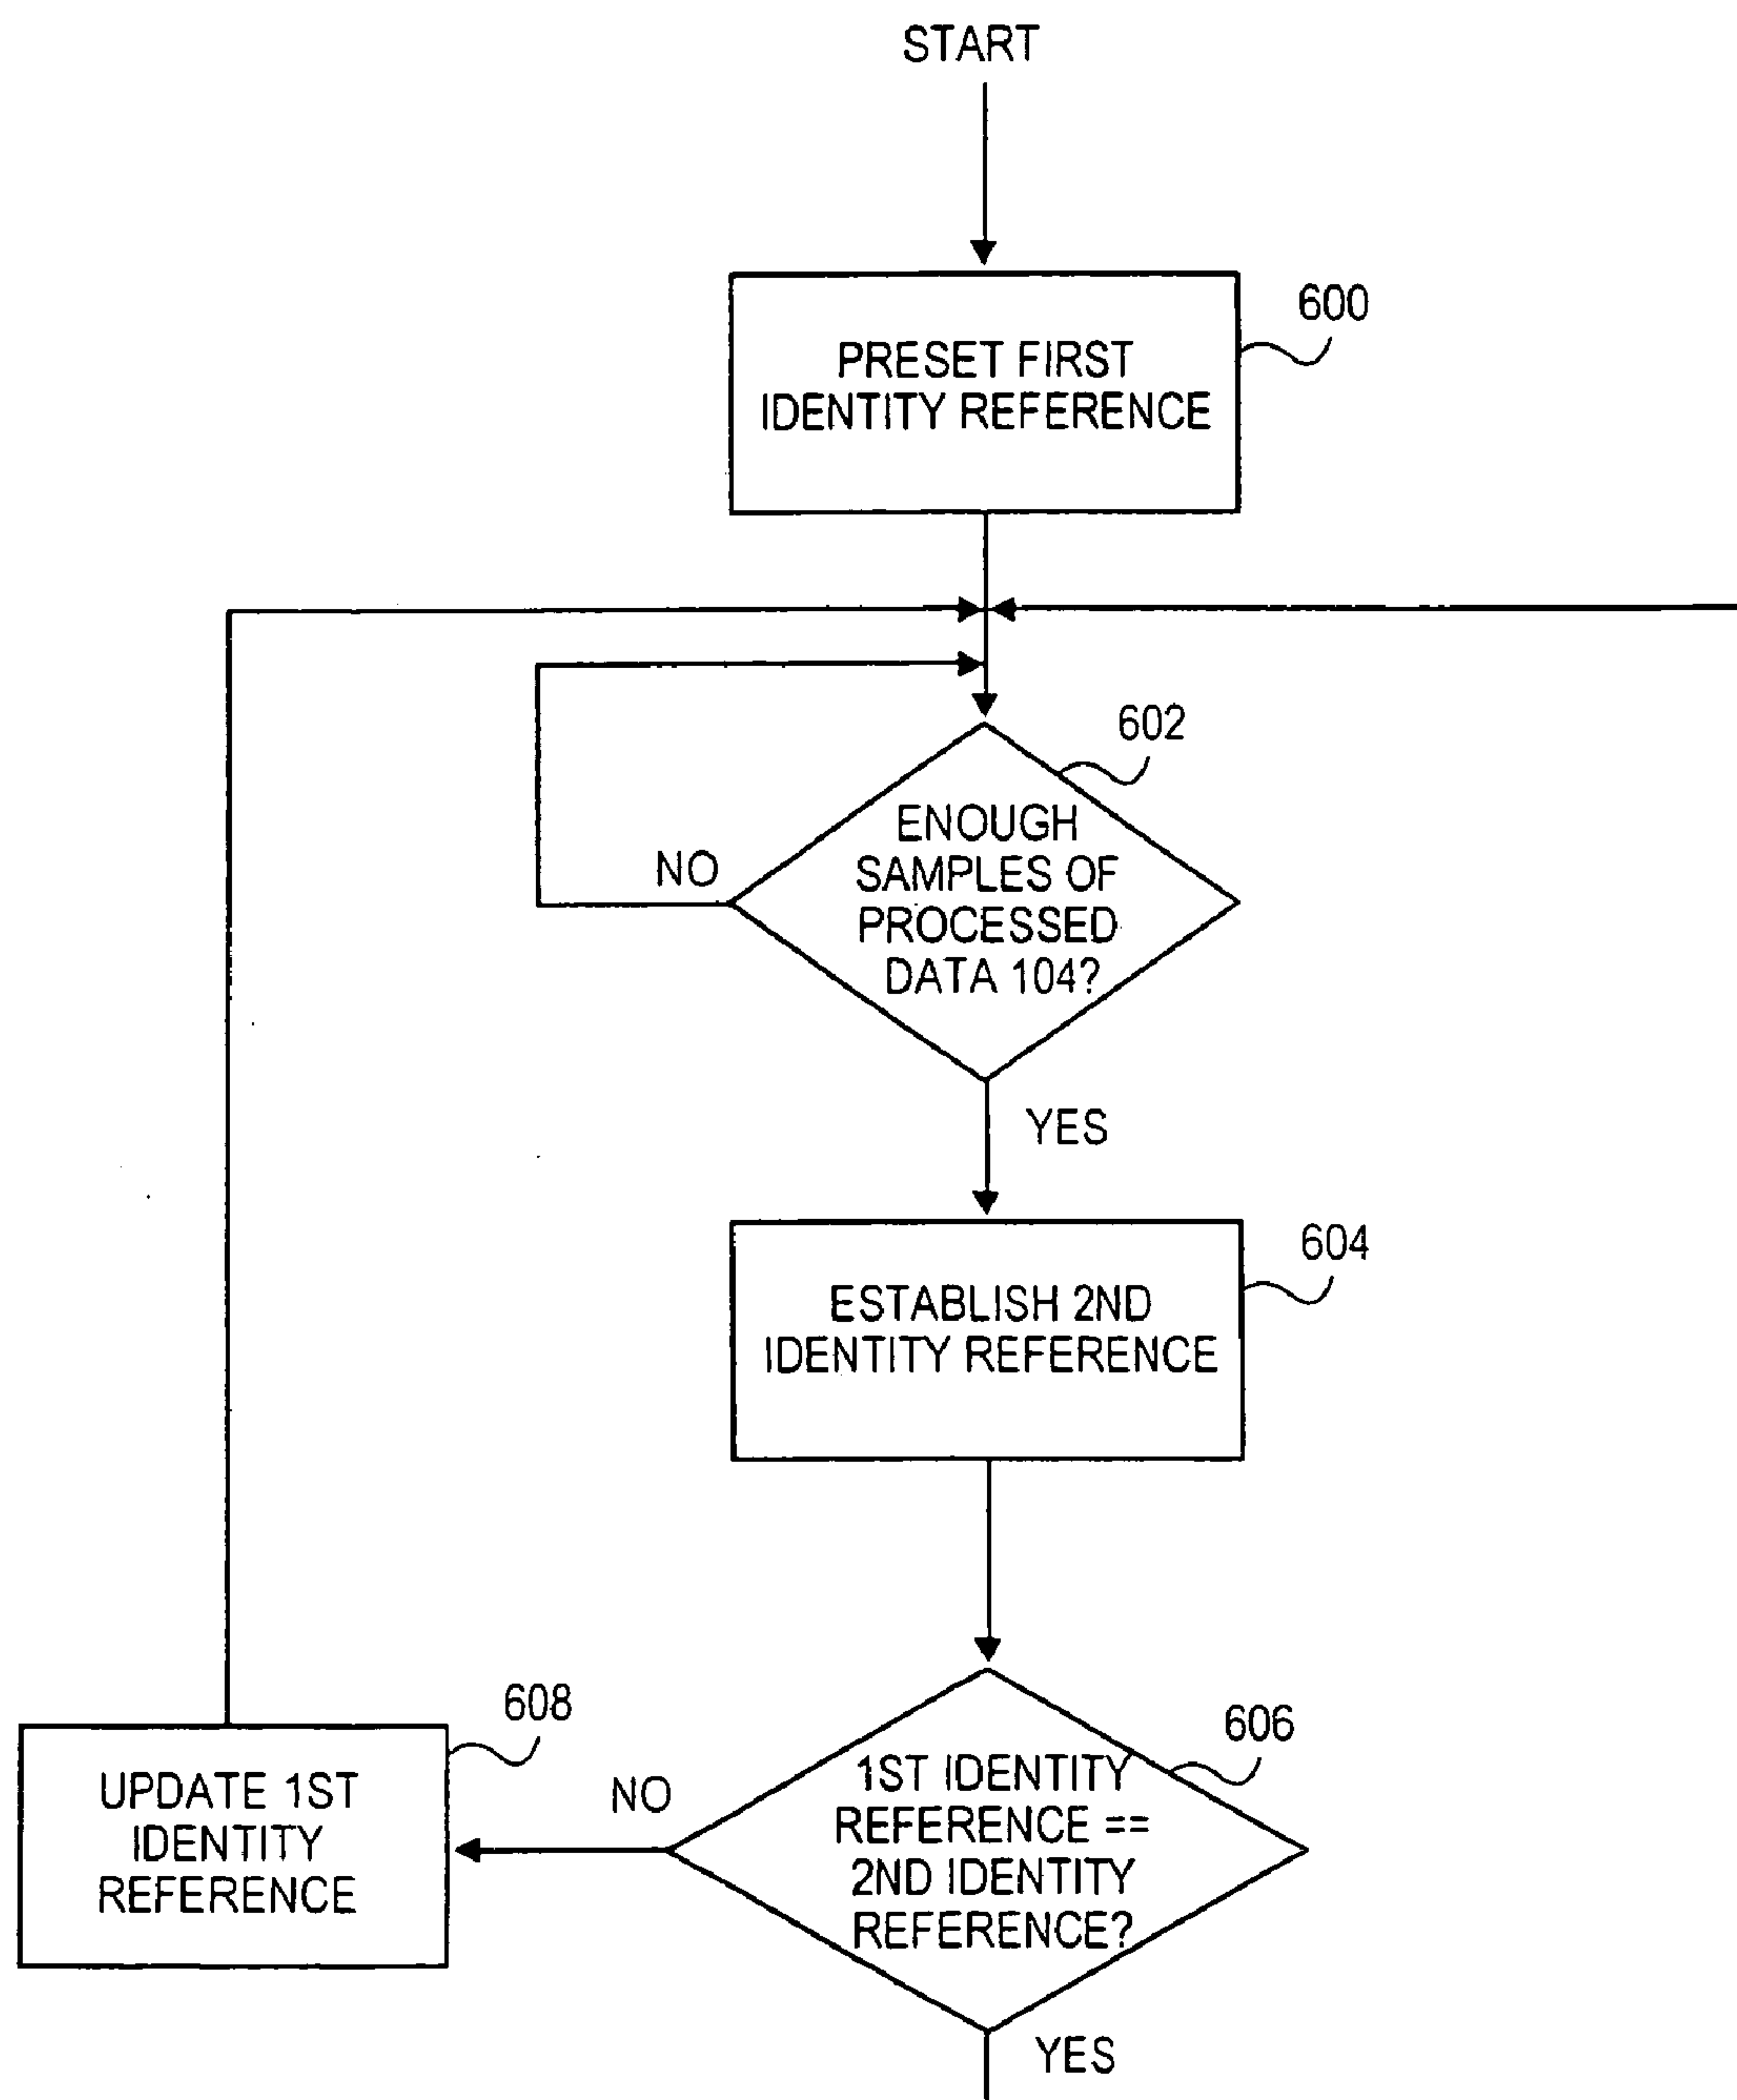 START
600
PRESET FIRST
IDENTITY REFERENCE
602
ENOUGH
SAMPLES OF
PROCESSED
DATA 104?
NO
YES
604
ESTABLISH 2ND
IDENTITY REFERENCE
608
606
UPDATE 1ST
IDENTITY
REFERENCE
NO
1ST IDENTITY
REFERENCE ==
2ND IDENTITY
REFERENCE?
YES